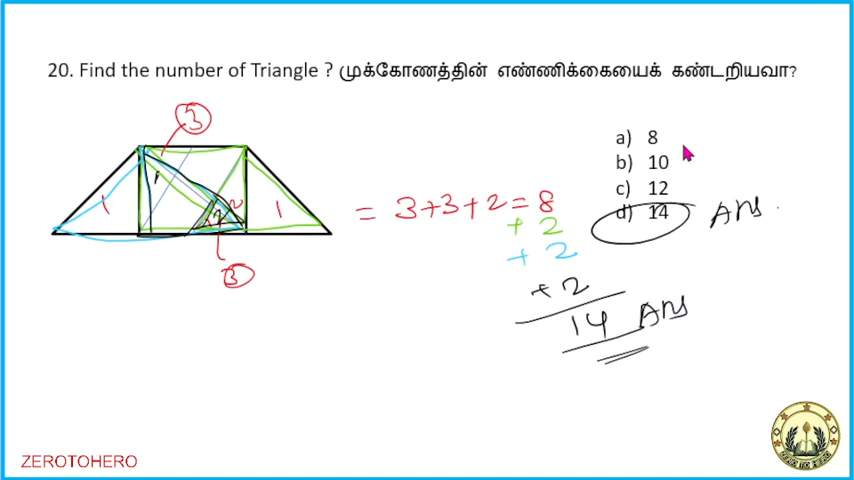 20. Find the number of Triangle ? முக்கோணத்தின் எண்ணிக்கையைக் கண்டறியவா?
3
a) 8
b) 10
1
1
2
1
c) 12
= 3+3+2=8
d) 14
Ans
+ 2
3
+ 2
+ 2
14 Ans
ZEROTOHERO